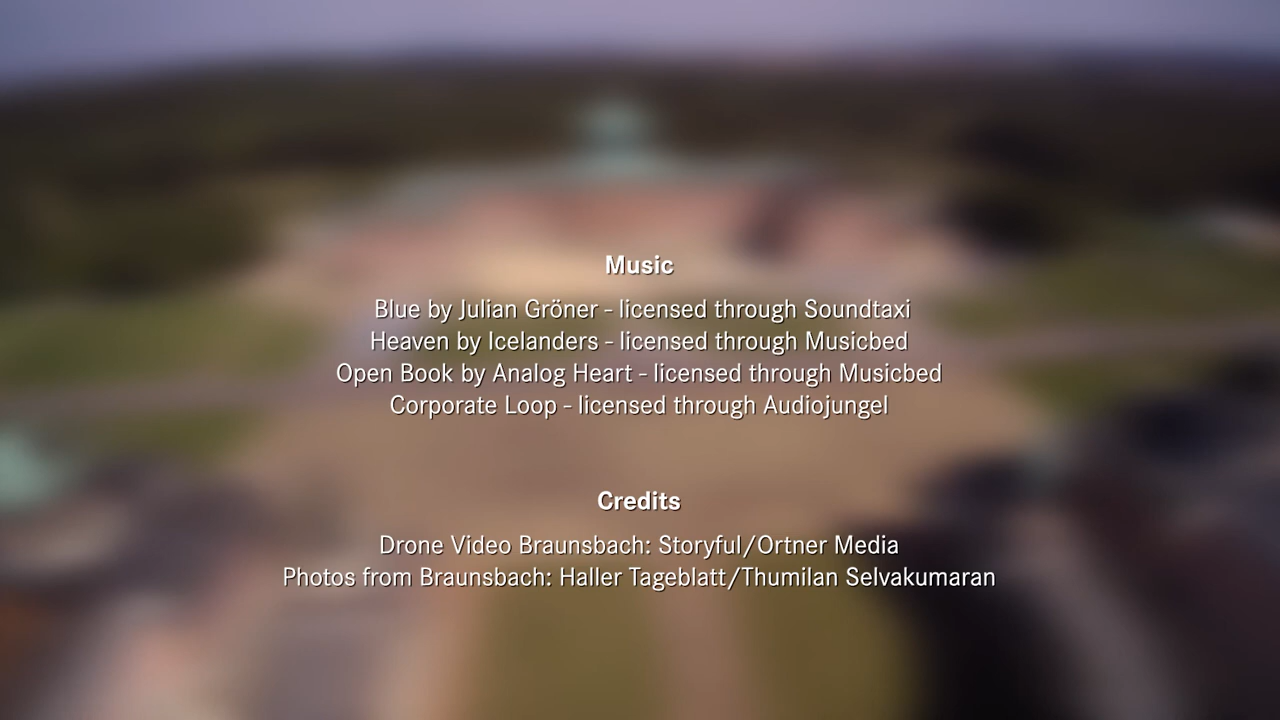 Music
Blue by Julian Gröner - licensed through Soundtaxi
Heaven by Icelanders - licensed through Musicbed
Open Book by Analog Heart - licensed through Musicbed
Corporate Loop - licensed through Audiojungel
Credits
Drone Video Braunsbach: Storyful/Ortner Media
Photos from Braunsbach: Haller Tageblatt/Thumilan Selvakumaran